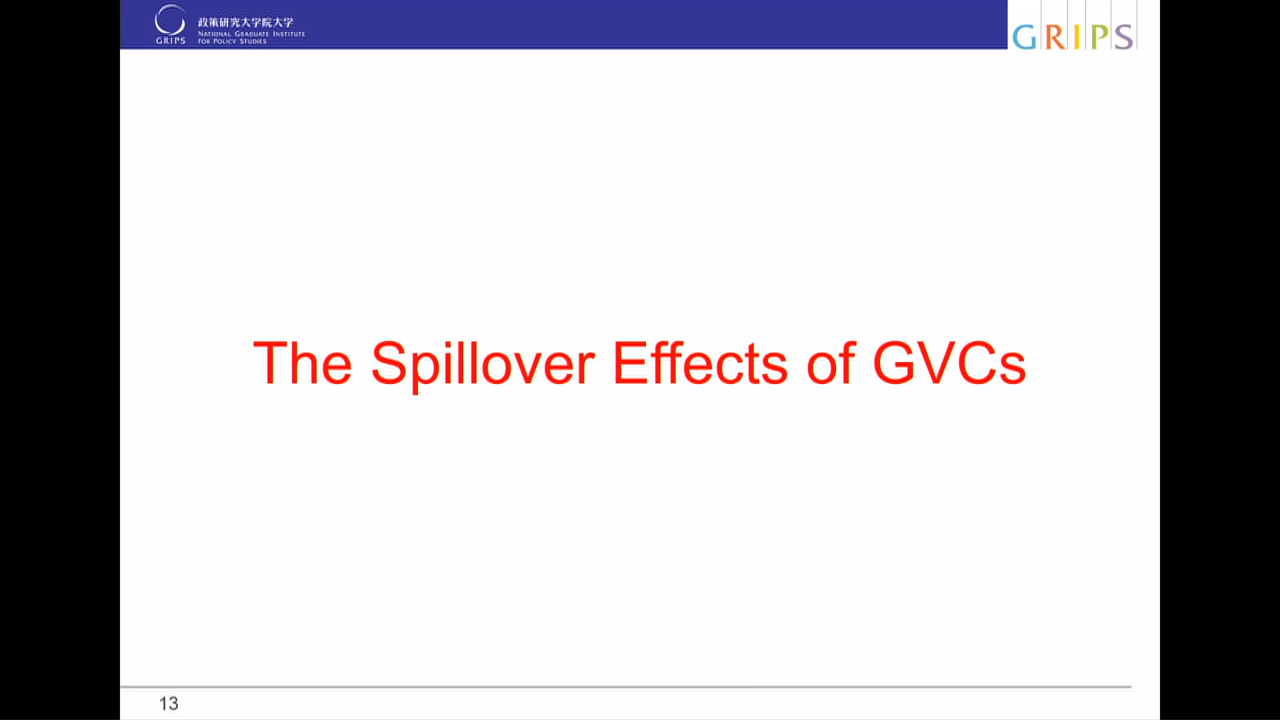 政策研究大学院大学
NATIONAL GRADUATE INSTITUTE
FOR POLICY STUDIES
GRIPS
GRIPS
The Spillover Effects of GVCs
13